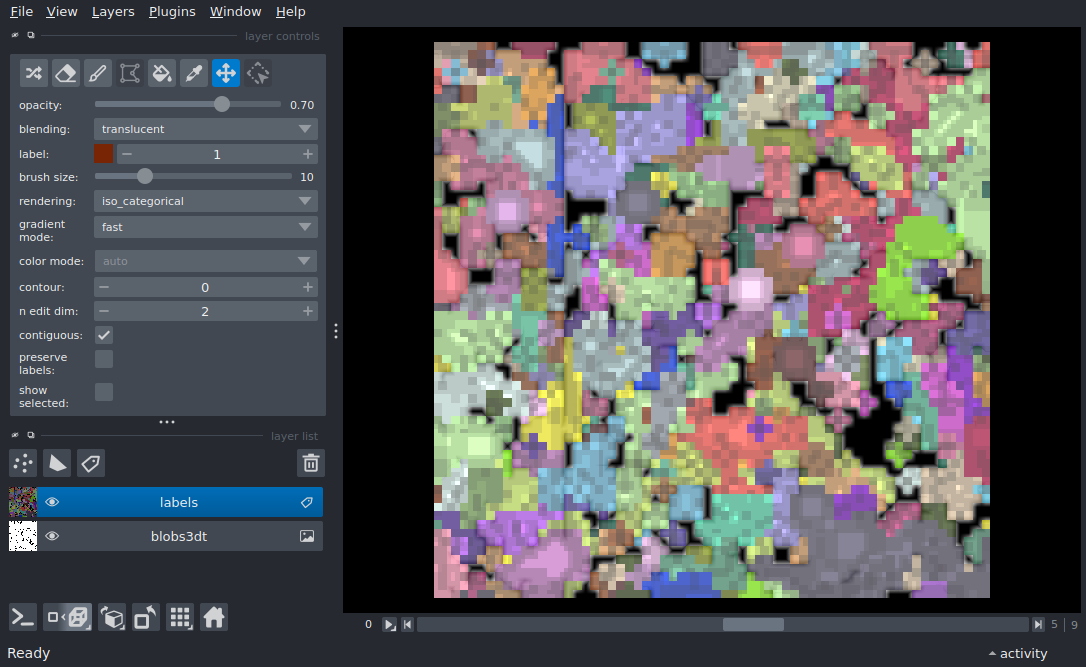 File View Layers Plugins Window Help
layer controls
opacity: 0.70
blending: translucent
label: 1
brush size: 10
rendering: iso_categorical
gradient
mode: fast
color mode: auto
contour: 0
n edit dim: 2
contiguous:
preserve
labels:
show
selected:
layer list
labels
blobs3dt
0 5 9
Ready activity